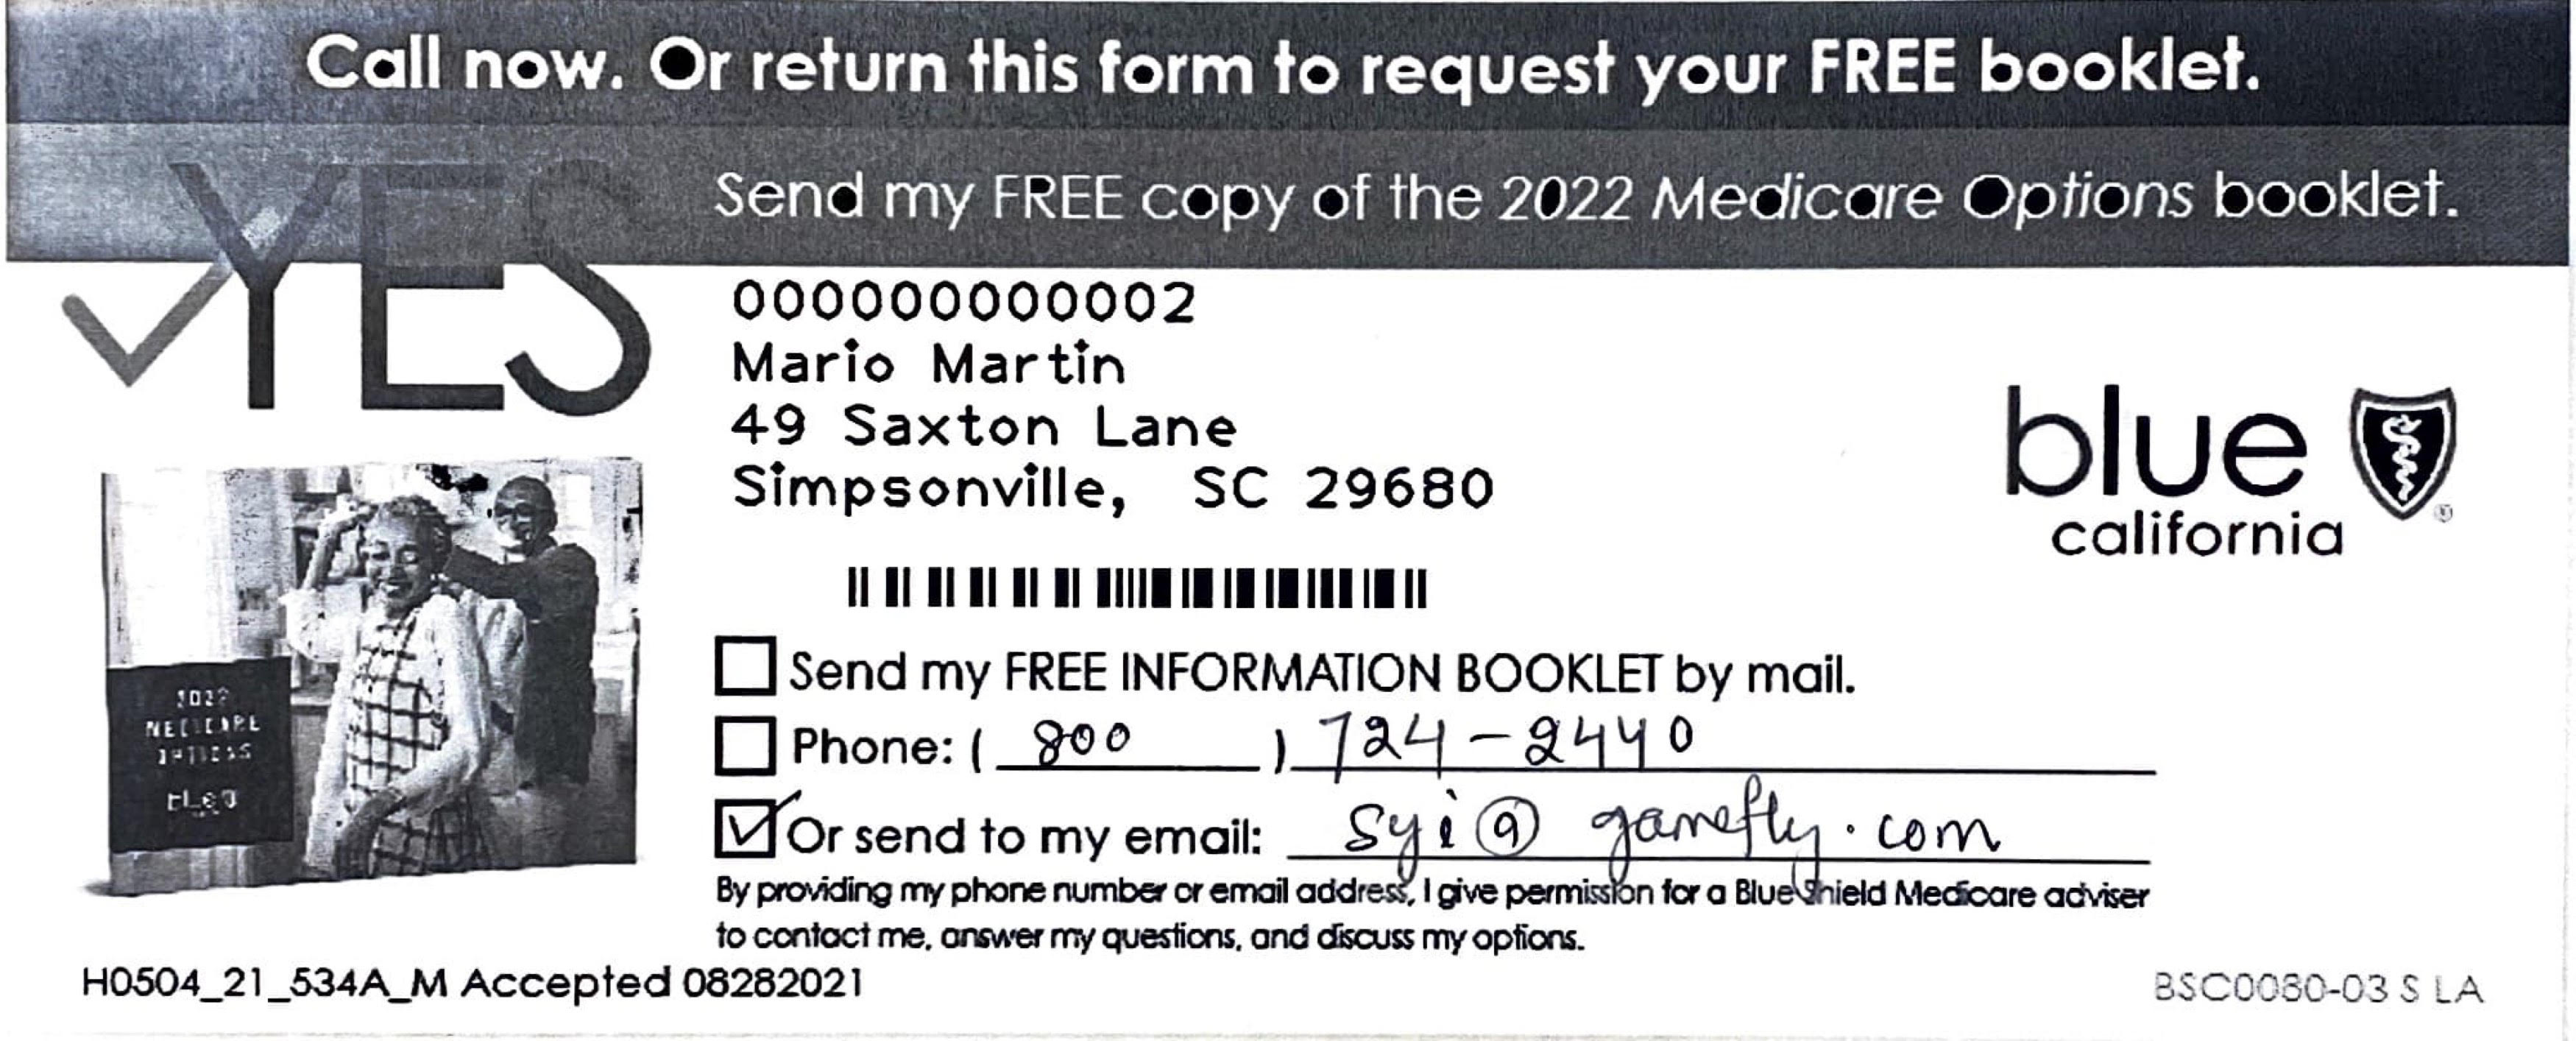 Call now. Or return this form to request your FREE booklet.
YES
Send my FREE copy of the 2022 Medicare Options booklet.
000000000002
Mario Martin
49 Saxton Lane
Simpsonville, SC 29680
blue
california
2022
MEDICARE
Send my FREE INFORMATION BOOKLET by mail.
Phone: ( 800 ) 724-2440
Or send to my email: syi@gamefly.com
By providing my phone number or email address, I give permission for a Blue Shield Medicare adviser
to contact me, answer my questions, and discuss my options.
H0504_21_534A_M Accepted 08282021
BSC0080-03 S LA